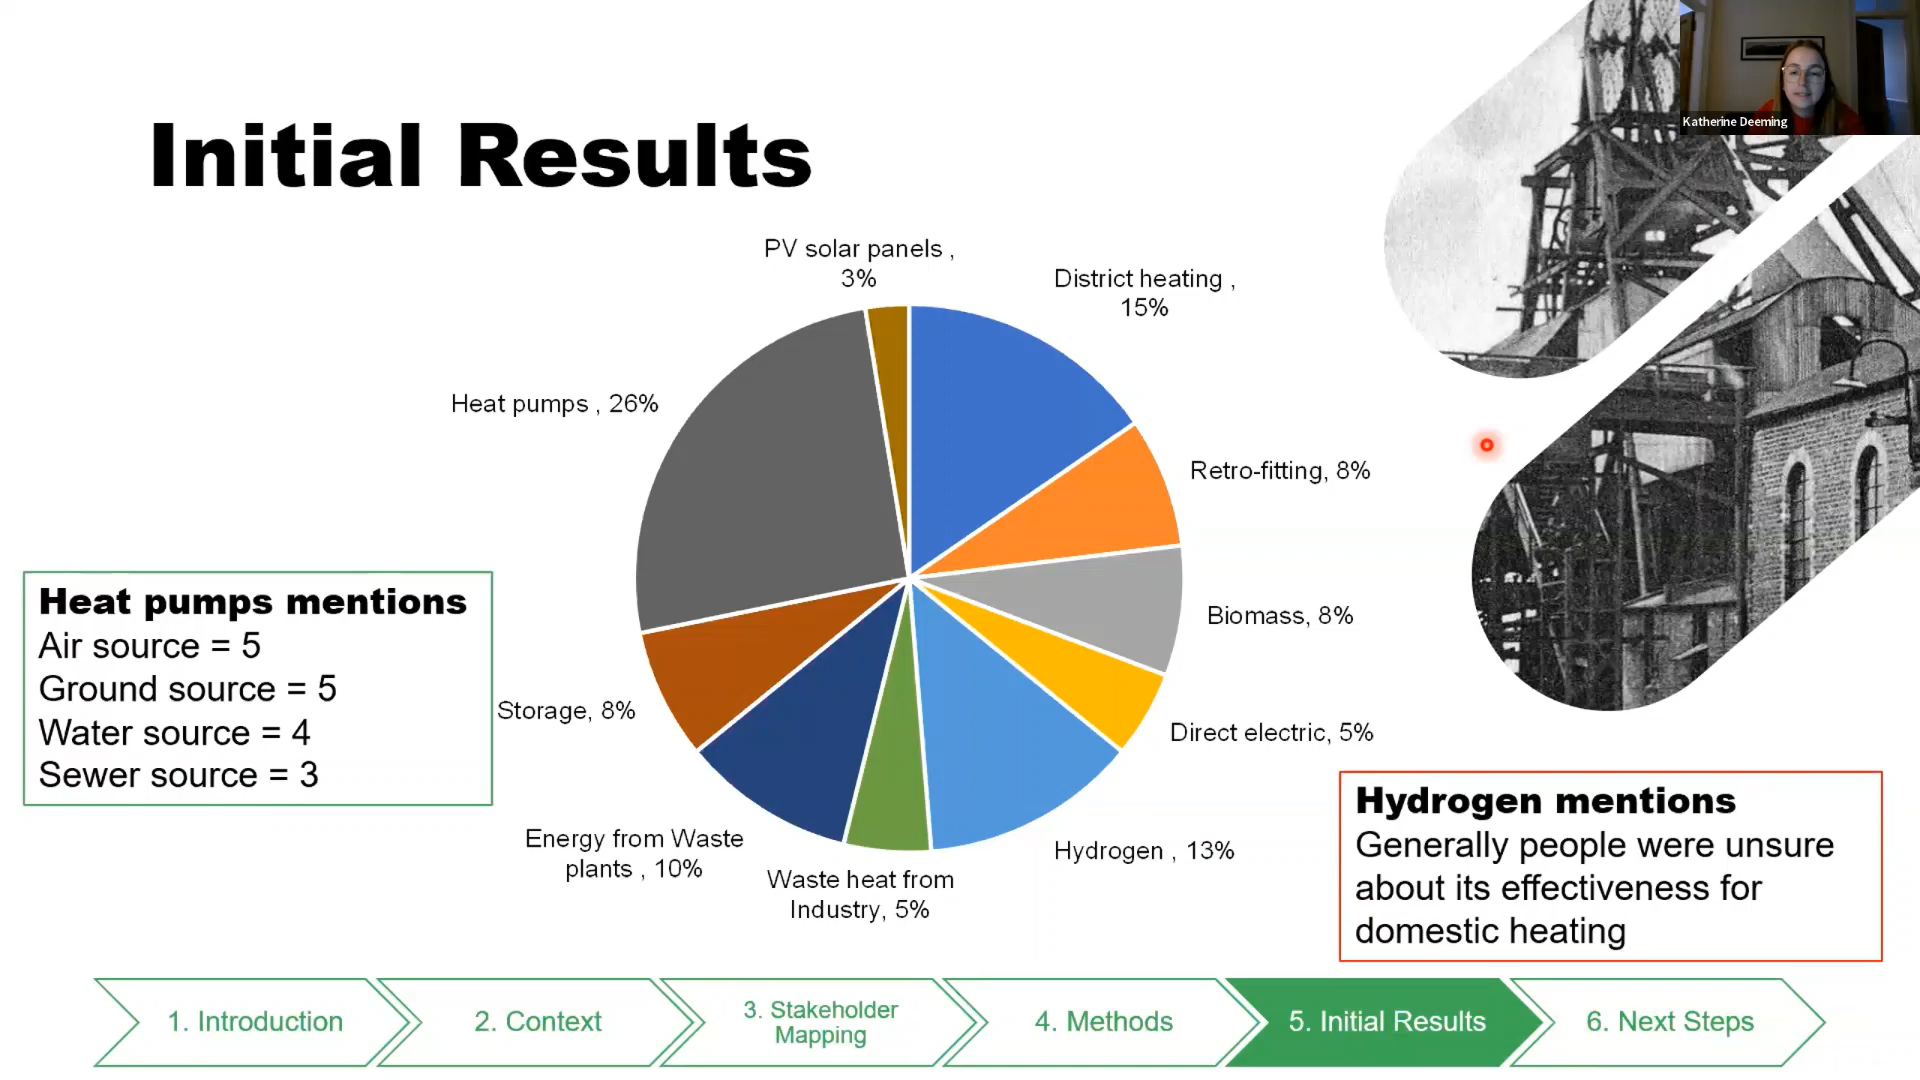 Katherine Deeming
Initial Results
PV solar panels ,
3%
District heating ,
15%
Heat pumps , 26%
Retro-fitting, 8%
Biomass, 8%
Direct electric, 5%
Hydrogen , 13%
Waste heat from
Industry, 5%
Energy from Waste
plants , 10%
Storage, 8%
Heat pumps mentions
Air source = 5
Ground source = 5
Water source = 4
Sewer source = 3
Hydrogen mentions
Generally people were unsure
about its effectiveness for
domestic heating
1. Introduction
2. Context
3. Stakeholder
Mapping
4. Methods
5. Initial Results
6. Next Steps